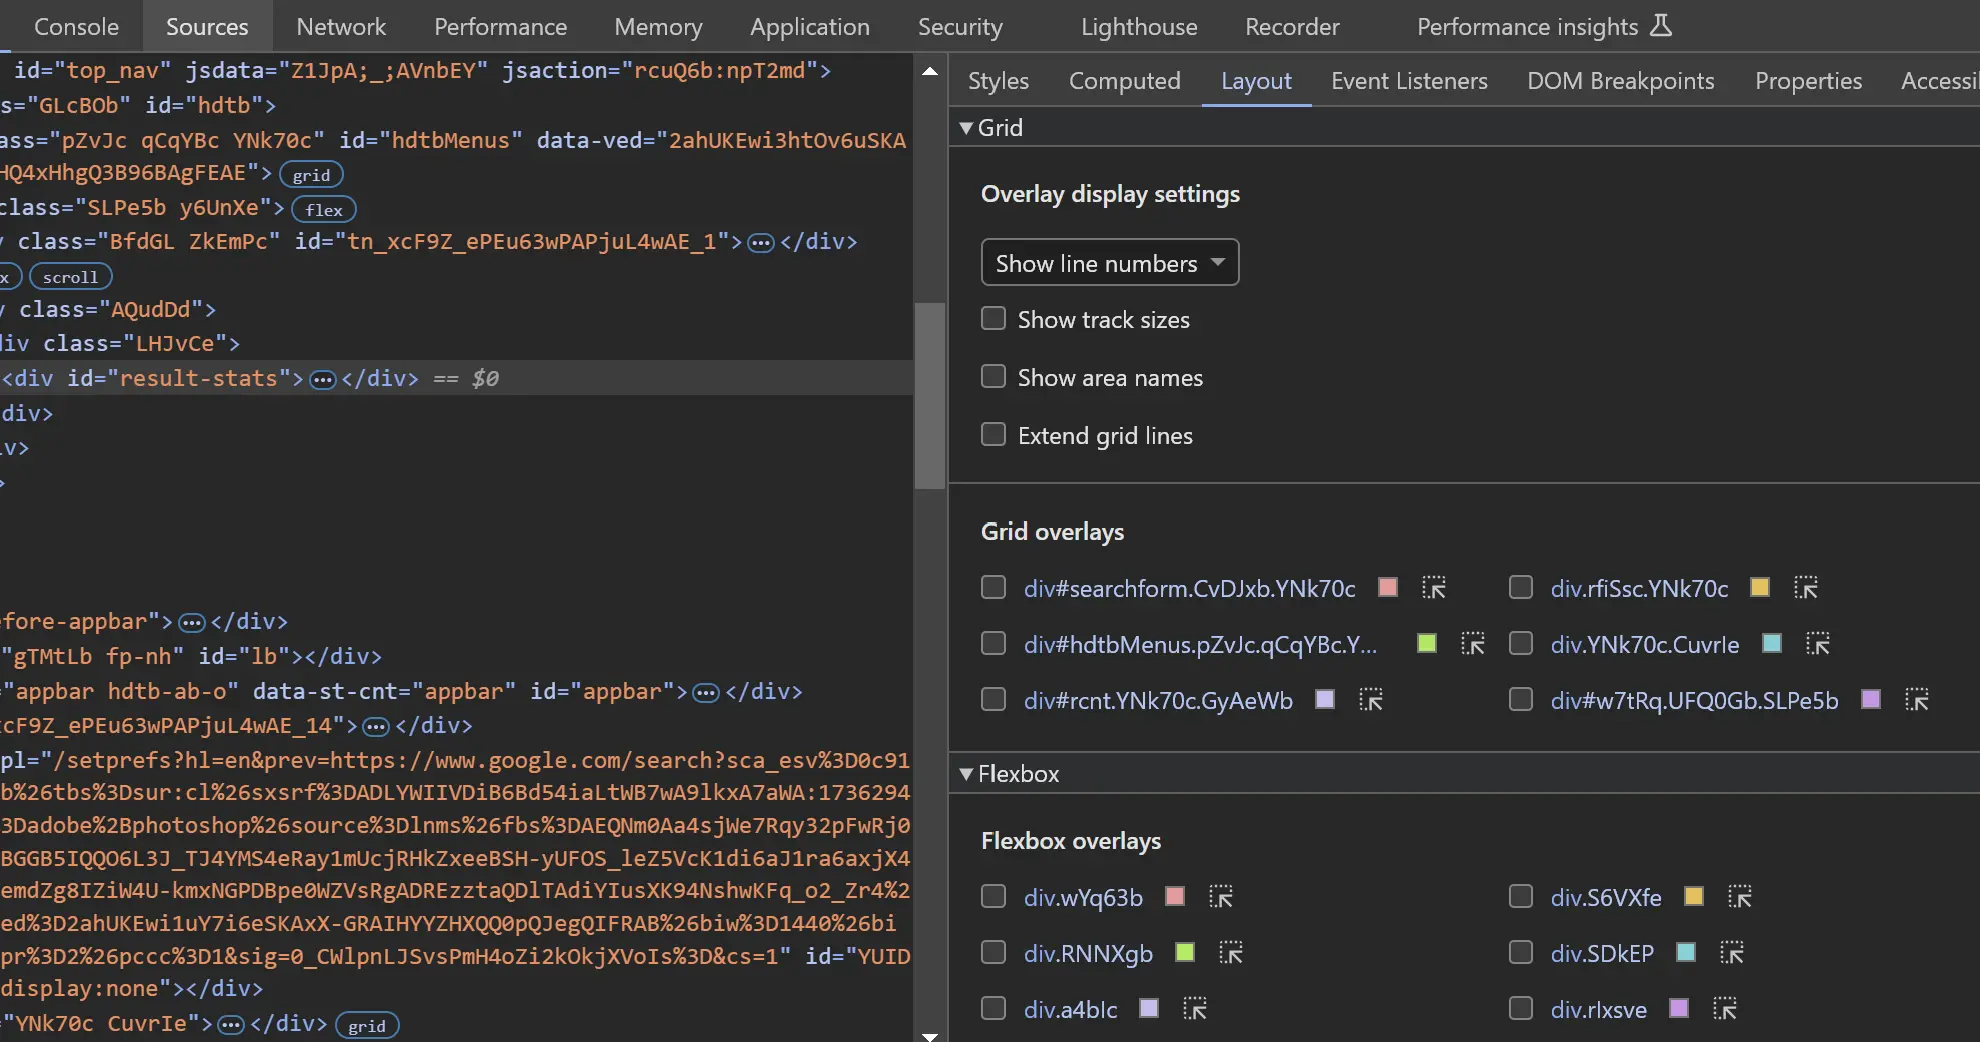 Console Sources Network Performance Memory Application Security Lighthouse Recorder Performance insights
id="top_nav" jsdata="Z1JpA;_;AVnbEY" jsaction="rcuQ6b:npT2md">
s="GLcBOb" id="hdtb">
ass="pZvJc qCqYBc YNk70c" id="hdtbMenus" data-ved="2ahUKEwi3htOv6uSKA
HQ4xHhgQ3B96BAgFEAE"> grid
class="SLPe5b y6UnXe"> flex
class="BfdGL ZkEmPc" id="tn_xcF9Z_ePEu63wPAPjuL4wAE_1">…</div>
x scroll
class="AQudDd">
div class="LHJvCe">
<div id="result-stats">…</div> == $0
div>
iv>
>
efore-appbar">…</div>
"gTMtLb fp-nh" id="lb"></div>
="appbar hdtb-ab-o" data-st-cnt="appbar" id="appbar">…</div>
xcF9Z_ePEu63wPAPjuL4wAE_14">…</div>
pl="/setprefs?hl=en&prev=https://www.google.com/search?sca_esv%3D0c91
b%26tbs%3Dsur:cl%26sxsrf%3DADLYWIIVDiB6Bd54iaLtWB7wA9lkxA7aWA:1736294
3Dadobe%2Bphotoshop%26source%3Dlnms%26fbs%3DAEQNm0Aa4sjWe7Rqy32pFwRj0
BGGB5IQQO6L3J_TJ4YMS4eRay1mUcjRHkZxeeBSH-yUFOS_leZ5VcK1di6aJ1ra6axjX4
emdZg8IZiW4U-kmxNGPDBpe0WZVsRgADREzztaQDlTAdiYIusXK94NshwKFq_o2_Zr4%2
ed%3D2ahUKEwi1uY7i6eSKAxX-GRAIHYYZHXQQ0pQJegQIFRAB%26biw%3D1440%26bi
pr%3D2%26pccc%3D1&sig=0_CWlpnLJSvsPmH4oZi2kOkjXVoIs%3D&cs=1" id="YUID
display:none"></div>
="YNk70c CuvrIe">…</div> grid
Styles Computed Layout Event Listeners DOM Breakpoints Properties Accessi
Grid
Overlay display settings
Show line numbers
Show track sizes
Show area names
Extend grid lines
Grid overlays
div#searchform.CvDJxb.YNk70c div.rfiSsc.YNk70c
div#hdtbMenus.pZvJc.qCqYBc.Y... div.YNk70c.CuvrIe
div#rcnt.YNk70c.GyAeWb div#w7tRq.UFQ0Gb.SLPe5b
Flexbox
Flexbox overlays
div.wYq63b div.S6VXfe
div.RNNXgb div.SDkEP
div.a4bIc div.rIxsve